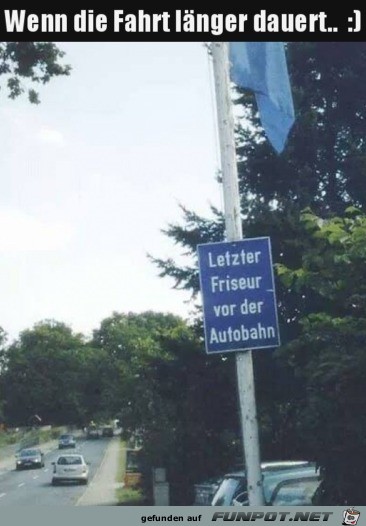 Wenn die Fahrt länger dauert.. :)
Letzter
Friseur
vor der
Autobahn
gefunden auf FUNPOT.NET